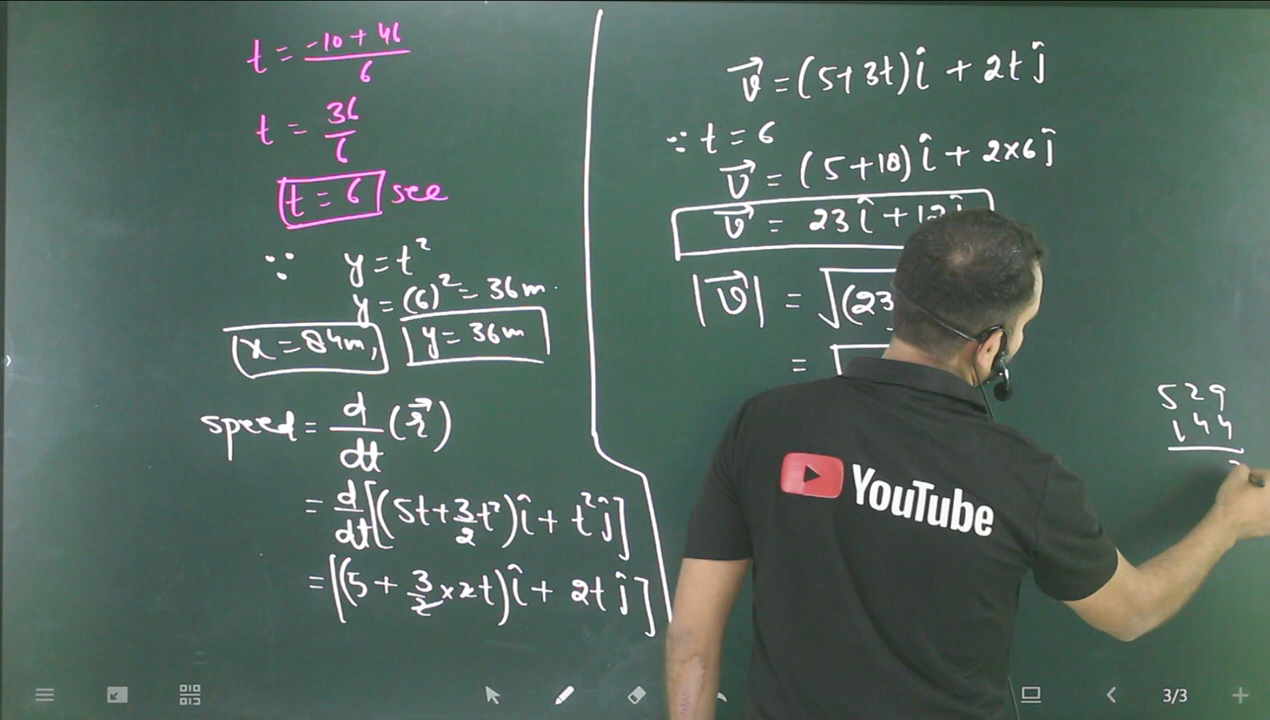 t = -10 + 46 / 6
t = 36 / 6
t = 6 sec
∵ y = t²
y = (6)² = 36m.
x = 84m, y = 36m
speed = d/dt (r⃗)
= d/dt [(5t + 3/2 t²) î + t² ĵ]
= [(5 + 3/2 × 2t) î + 2t ĵ]
v⃗ = (5+3t) î + 2t ĵ
∵ t = 6
v⃗ = (5+18) î + 2×6 ĵ
v⃗ = 23 î + 12 ĵ
|v⃗| = √(23
= √
529
144
YouTube
3/3